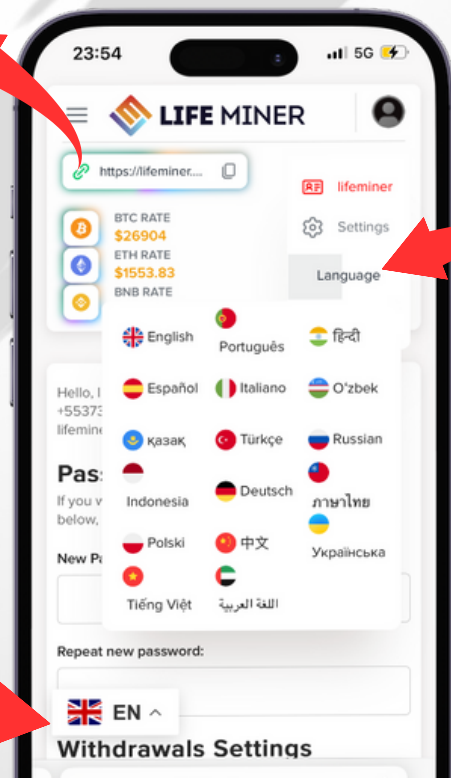 23:54
5G
LIFE MINER
https://lifeminer....
RF lifeminer
Settings
Language
BTC RATE
$26904
ETH RATE
$1553.83
BNB RATE
English
Português
हिन्दी
Español
Italiano
O'zbek
қазақ
Türkçe
Russian
Indonesia
Deutsch
ภาษาไทย
Polski
中文
Українська
Tiếng Việt
اللغة العربية
Hello,
+55373
lifemine
If you
below,
New
Repeat new password:
EN
Withdrawals Settings